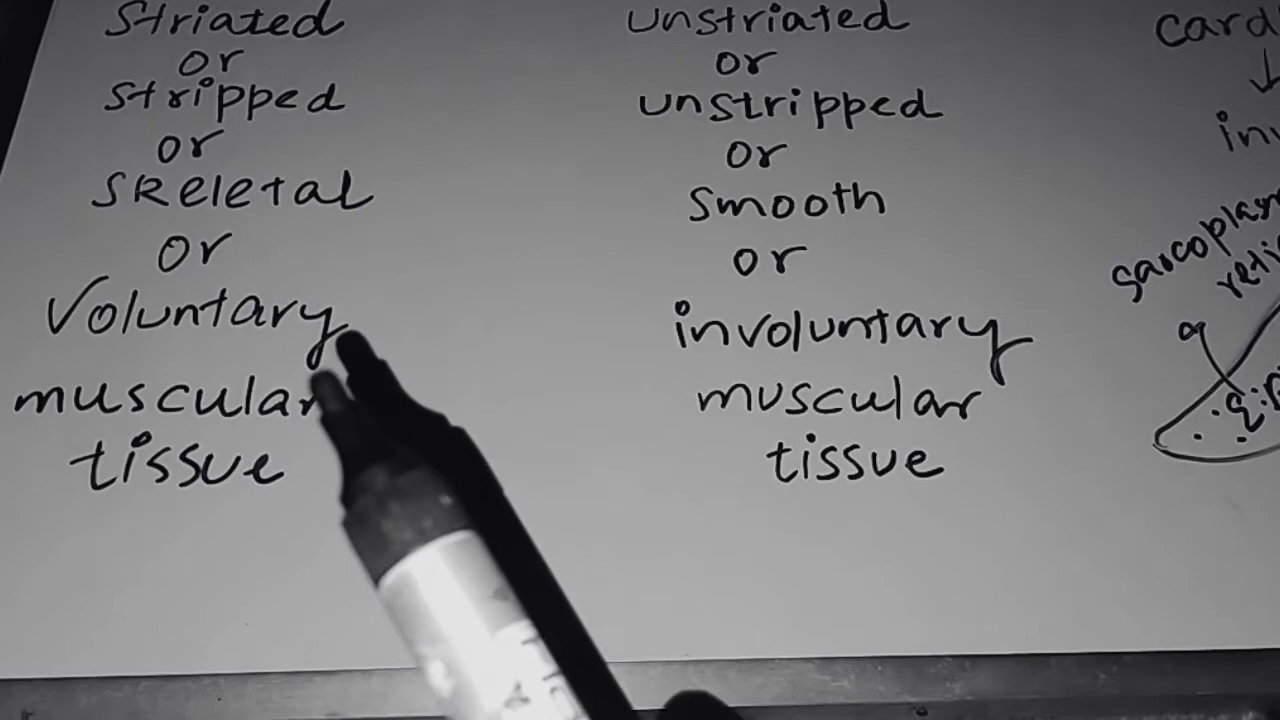 Striated
or
Stripped
or
Skeletal
or
Voluntary
muscular
tissue
unstriated
or
unstripped
or
smooth
or
involuntary
muscular
tissue